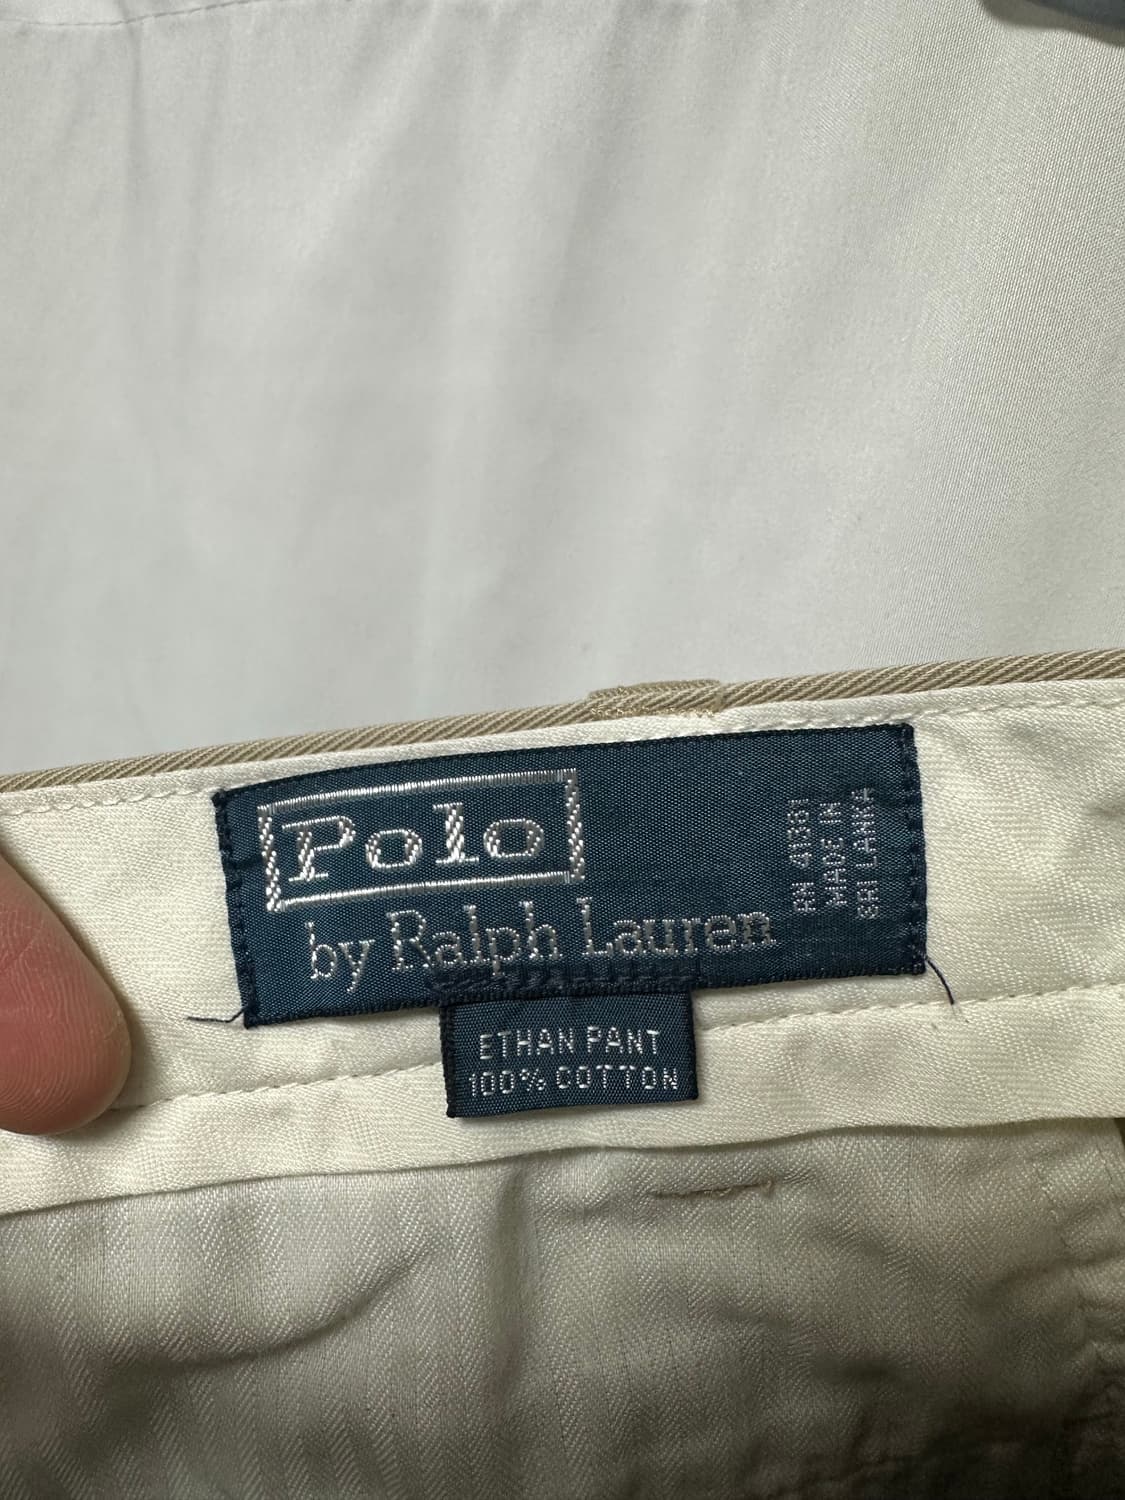 Polo
by Ralph Lauren
RN 41381
MADE IN
SRI LANKA
ETHAN PANT
100% COTTON